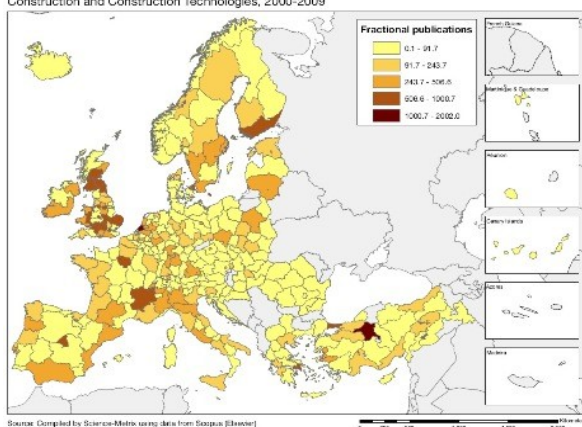 Construction and Construction Technologies, 2000-2009
Fractional publications
0.1 - 91.7
91.7 - 243.7
243.7 - 506.6
506.6 - 1000.7
1000.7 - 2002.0
French Guiana
Martinique & Guadeloupe
Réunion
Canary Islands
Azores
Madeira
Source: Compiled by Science-Metrix using data from Scopus (Elsevier)